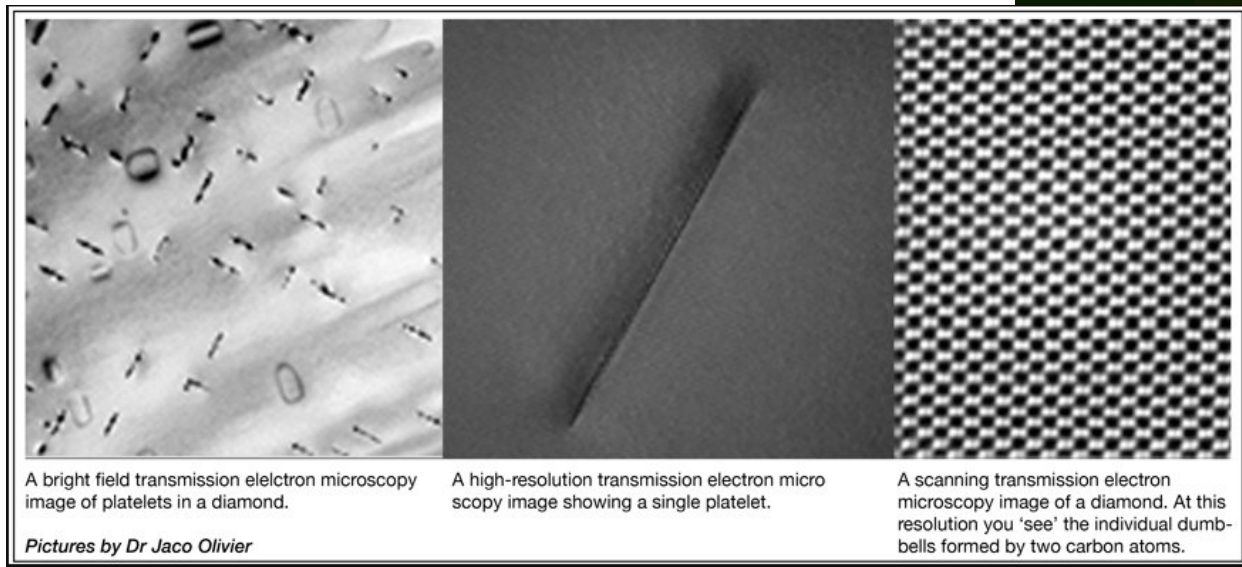 A bright field transmission elelctron microscopy
image of platelets in a diamond.
Pictures by Dr Jaco Olivier
A high-resolution transmission electron micro
scopy image showing a single platelet.
A scanning transmission electron
microscopy image of a diamond. At this
resolution you ‘see’ the individual dumb-
bells formed by two carbon atoms.